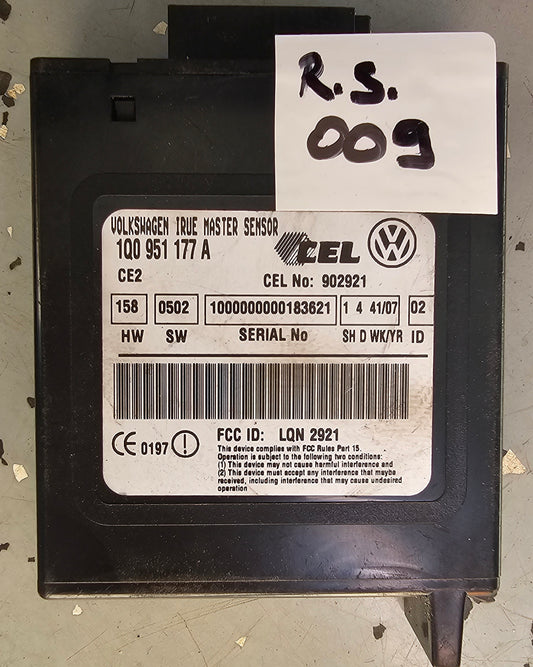 R.S.
009
VOLKSWAGEN IRUE MASTER SENSOR
1Q0 951 177 A
CEL
CE2
CEL No: 902921
158 0502 1000000000183621 1 4 41/07 02
HW SW SERIAL No SH D WK/YR ID
CE 0197
FCC ID: LQN 2921
This device complies with FCC Rules Part 15.
Operation is subject to the following two conditions:
(1) This device may not cause harmful interference and
(2) This device must accept any interference that maybe
received, including interference that may cause undesired
operation